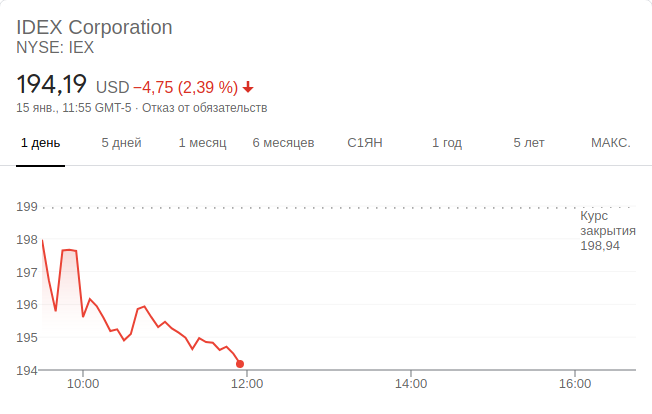 IDEX Corporation
NYSE: IEX
194,19 USD −4,75 (2,39 %)
15 янв., 11:55 GMT-5 · Отказ от обязательств
1 день 5 дней 1 месяц 6 месяцев С1ЯН 1 год 5 лет МАКС.
199
Курс
закрытия
198,94
198
197
196
195
194
10:00 12:00 14:00 16:00